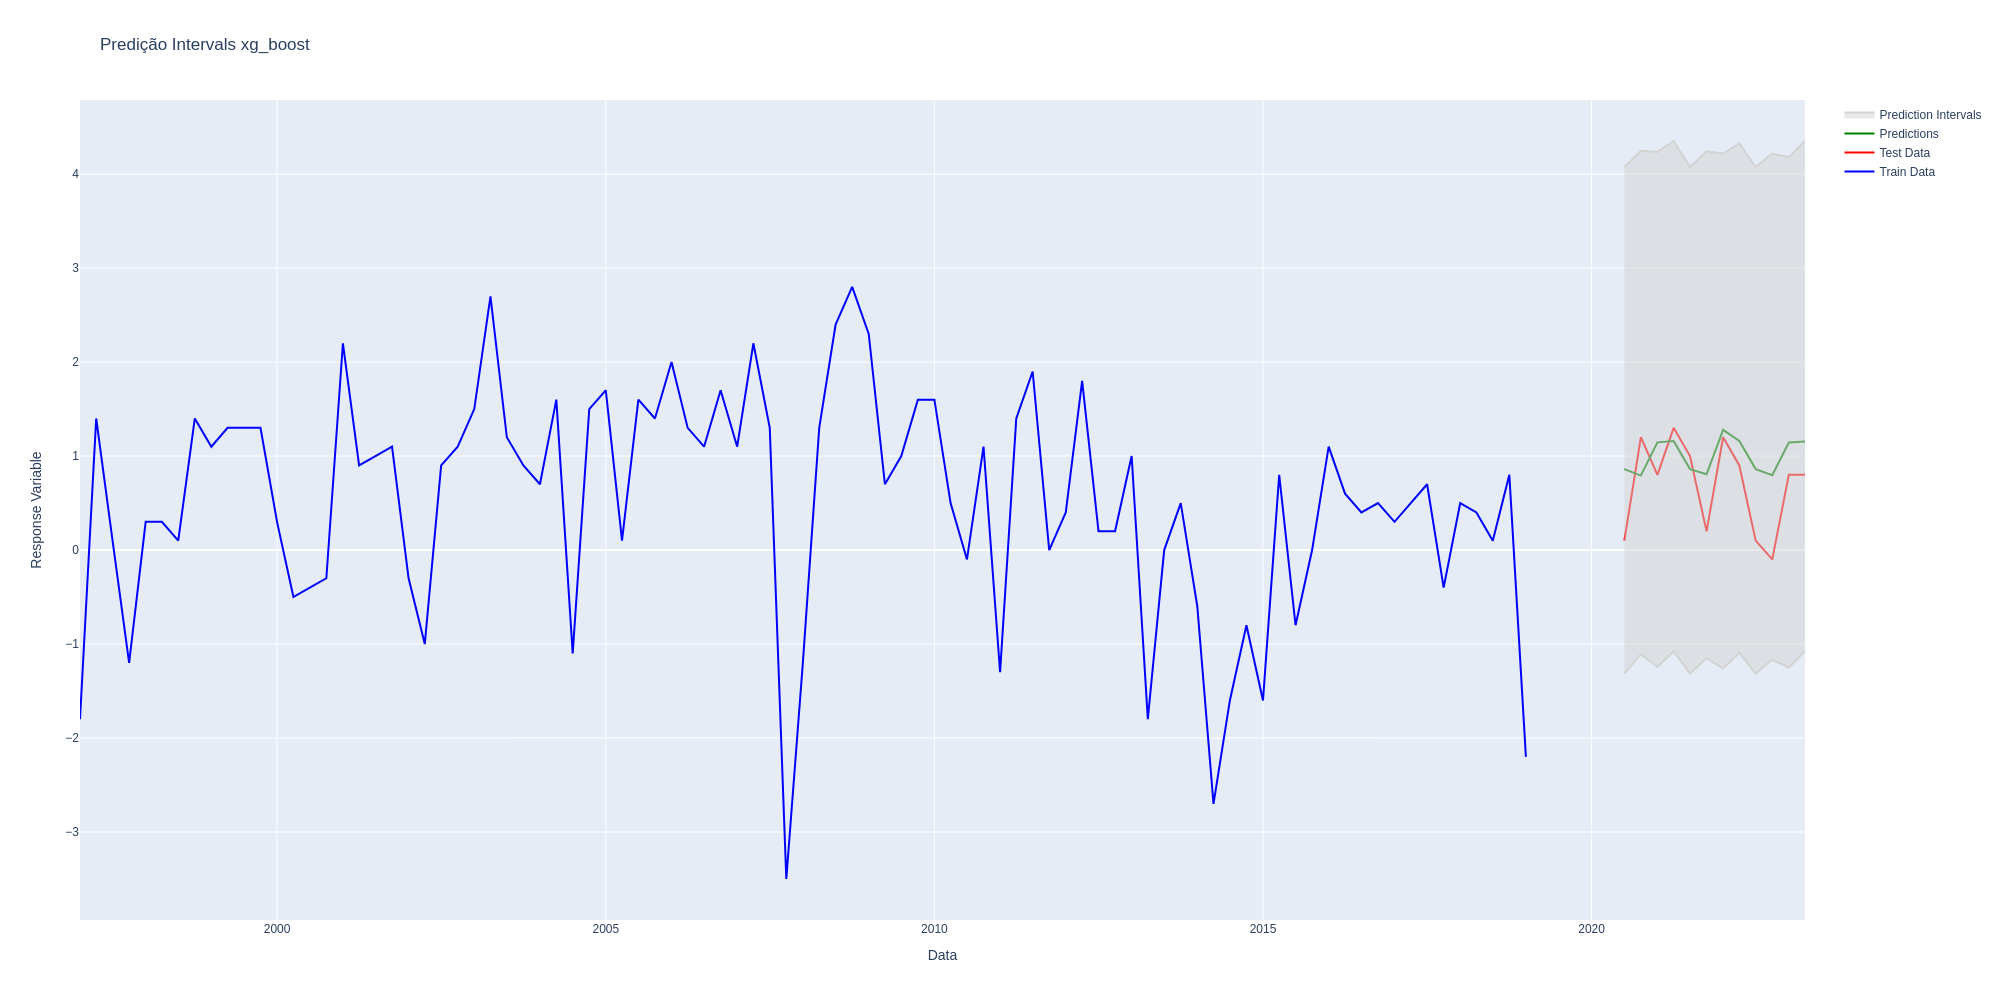 Predição Intervals xg_boost
Prediction Intervals
Predictions
Test Data
Train Data
Response Variable
4
3
2
1
0
−1
−2
−3
2000
2005
2010
2015
2020
Data